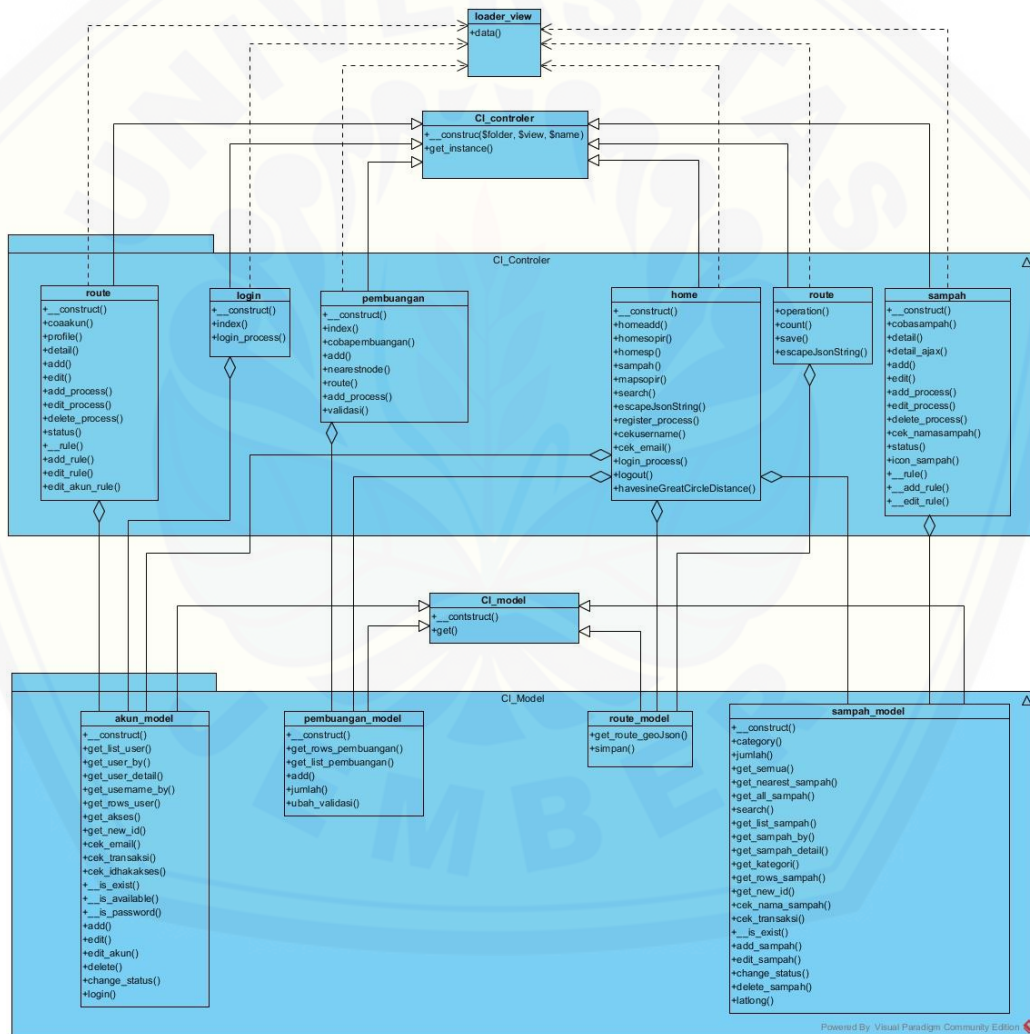 loader_view
+data()
CI_controler
+__construc($folder, $view, $name)
+get_instance()
CI_Controler
route
+__construct()
+coaakun()
+profile()
+detail()
+add()
+edit()
+add_process()
+edit_process()
+delete_process()
+status()
+__rule()
+add_rule()
+edit_rule()
+edit_akun_rule()
login
+__construct()
+index()
+login_process()
pembuangan
+__construct()
+index()
+cobapembuangan()
+add()
+nearestnode()
+route()
+add_process()
+validasi()
home
+__construct()
+homeadd()
+homesopir()
+homesp()
+sampah()
+mapsopir()
+search()
+escapeJsonString()
+register_process()
+cekusername()
+cek_email()
+login_process()
+logout()
+havesineGreatCircleDistance()
route
+operation()
+count()
+save()
+escapeJsonString()
sampah
+__construct()
+cobasampah()
+detail()
+detail_ajax()
+add()
+edit()
+add_process()
+edit_process()
+delete_process()
+cek_namasampah()
+status()
+icon_sampah()
+__rule()
+__add_rule()
+__edit_rule()
CI_model
+__contstruct()
+get()
CI_Model
akun_model
+__construct()
+get_list_user()
+get_user_by()
+get_user_detail()
+get_username_by()
+get_rows_user()
+get_akses()
+get_new_id()
+cek_email()
+cek_transaksi()
+cek_idhakakses()
+__is_exist()
+__is_available()
+__is_password()
+add()
+edit()
+edit_akun()
+delete()
+change_status()
+login()
pembuangan_model
+__construct()
+get_rows_pembuangan()
+get_list_pembuangan()
+add()
+jumlah()
+ubah_validasi()
route_model
+get_route_geoJson()
+simpan()
sampah_model
+__construct()
+category()
+jumlah()
+get_semua()
+get_nearest_sampah()
+get_all_sampah()
+search()
+get_list_sampah()
+get_sampah_by()
+get_sampah_detail()
+get_kategori()
+get_rows_sampah()
+get_new_id()
+cek_nama_sampah()
+cek_transaksi()
+__is_exist()
+add_sampah()
+edit_sampah()
+change_status()
+delete_sampah()
+latlong()
UNIVERSITAS
JEMBER
Powered By Visual Paradigm Community Edition